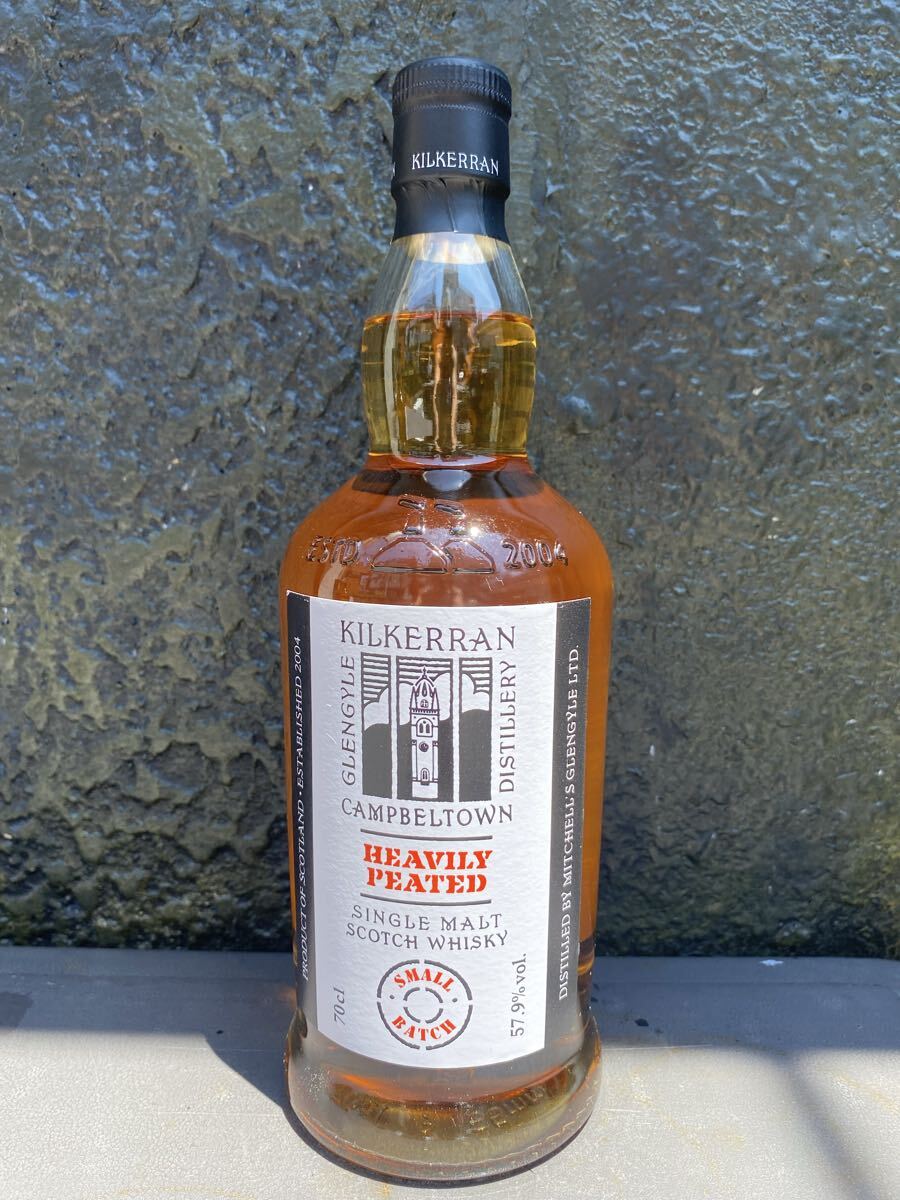 KILKERRAN
ESTD. 2004
KILKERRAN
GLENGYLE
DISTILLERY
CAMPBELTOWN
HEAVILY
PEATED
SINGLE MALT
SCOTCH WHISKY
SMALL
BATCH
70cl
57.9% vol.
PRODUCT OF SCOTLAND • ESTABLISHED 2004
DISTILLED BY MITCHELL'S GLENGYLE LTD.